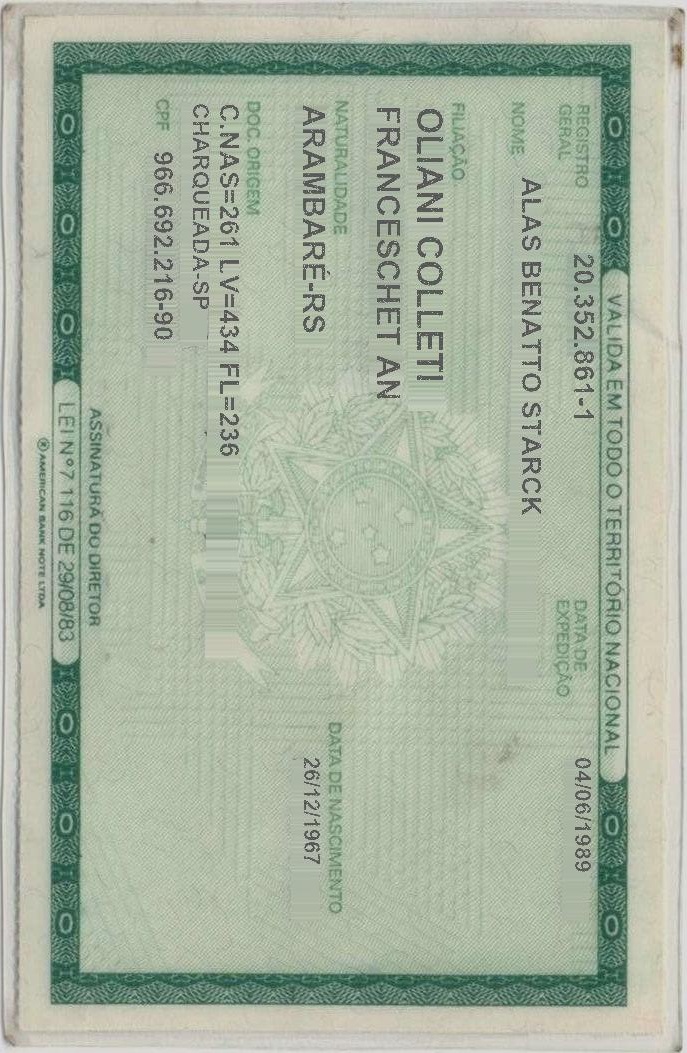 VALIDA EM TODO O TERRITÓRIO NACIONAL
REGISTRO GERAL 20.352.861-1 DATA DE EXPEDIÇÃO 04/06/1989
NOME ALAS BENATTO STARCK
FILIAÇÃO
OLIANI COLLETI
FRANCESCHET AN
NATURALIDADE DATA DE NASCIMENTO
ARAMBARÉ-RS 26/12/1967
DOC. ORIGEM
C.NAS=261 LV=434 FL=236
CHARQUEADA-SP
CPF 966.692.216-90
ASSINATURA DO DIRETOR
LEI Nº 7 116 DE 29/08/83
® AMERICAN BANK NOTE LTDA